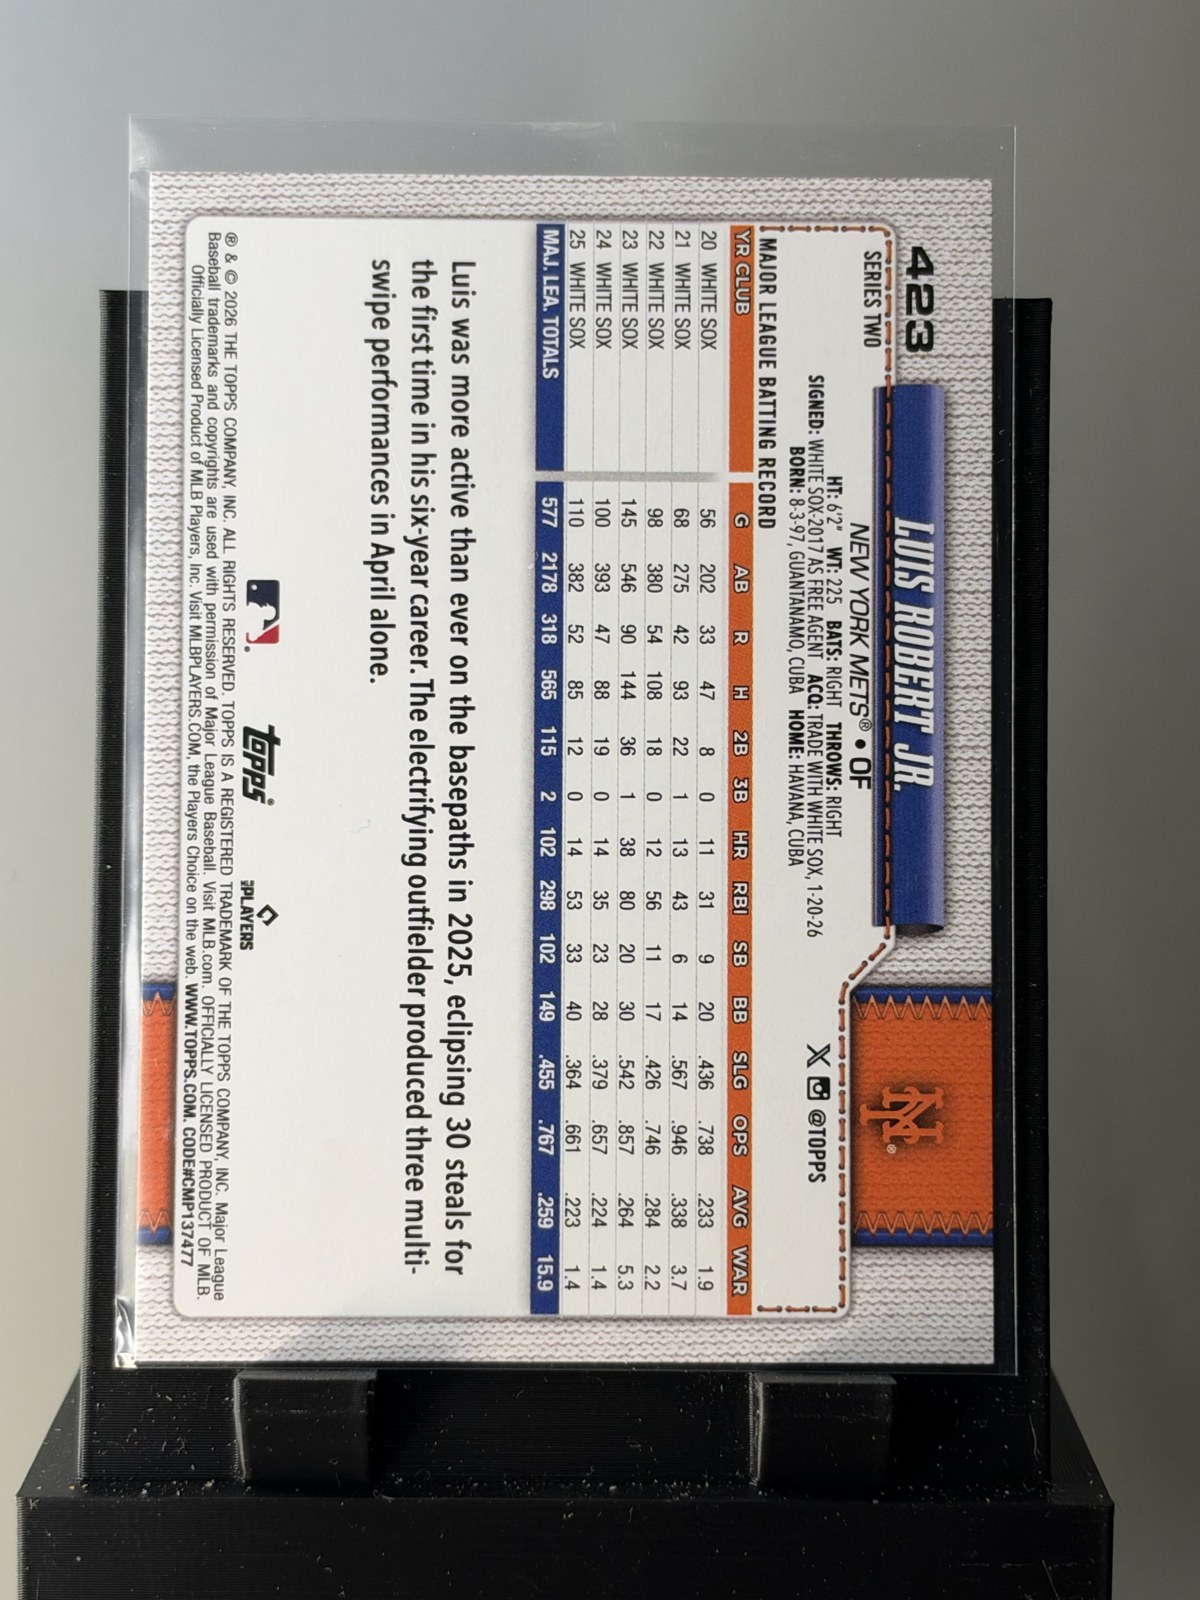 423
SERIES TWO
LUIS ROBERT JR.
NEW YORK METS® • OF
HT: 6'2" WT: 225 BATS: RIGHT THROWS: RIGHT
SIGNED: WHITE SOX-2017 AS FREE AGENT ACQ: TRADE WITH WHITE SOX, 1-20-26
BORN: 8-3-97, GUANTANAMO, CUBA HOME: HAVANA, CUBA
NY®
X @TOPPS
MAJOR LEAGUE BATTING RECORD
YR CLUB G AB R H 2B 3B HR RBI SB BB SLG OPS AVG WAR
20 WHITE SOX 56 202 33 47 8 0 11 31 9 20 .436 .738 .233 1.9
21 WHITE SOX 68 275 42 93 22 1 13 43 6 14 .567 .946 .338 3.7
22 WHITE SOX 98 380 54 108 18 0 12 56 11 17 .426 .746 .284 2.2
23 WHITE SOX 145 546 90 144 36 1 38 80 20 30 .542 .857 .264 5.3
24 WHITE SOX 100 393 47 88 19 0 14 35 23 28 .379 .657 .224 1.4
25 WHITE SOX 110 382 52 85 12 0 14 53 33 40 .364 .661 .223 1.4
MAJ. LEA. TOTALS 577 2178 318 565 115 2 102 298 102 149 .455 .767 .259 15.9
Luis was more active than ever on the basepaths in 2025, eclipsing 30 steals for
the first time in his six-year career. The electrifying outfielder produced three multi-
swipe performances in April alone.
topps® MLB PLAYERS
® & © 2026 THE TOPPS COMPANY, INC. ALL RIGHTS RESERVED. TOPPS IS A REGISTERED TRADEMARK OF THE TOPPS COMPANY, INC. Major League
Baseball trademarks and copyrights are used with permission of Major League Baseball. Visit MLB.com. OFFICIALLY LICENSED PRODUCT OF MLB.
Officially Licensed Product of MLB Players, Inc. Visit MLBPLAYERS.COM, the Players Choice on the web. WWW.TOPPS.COM. CODE#CMP137477